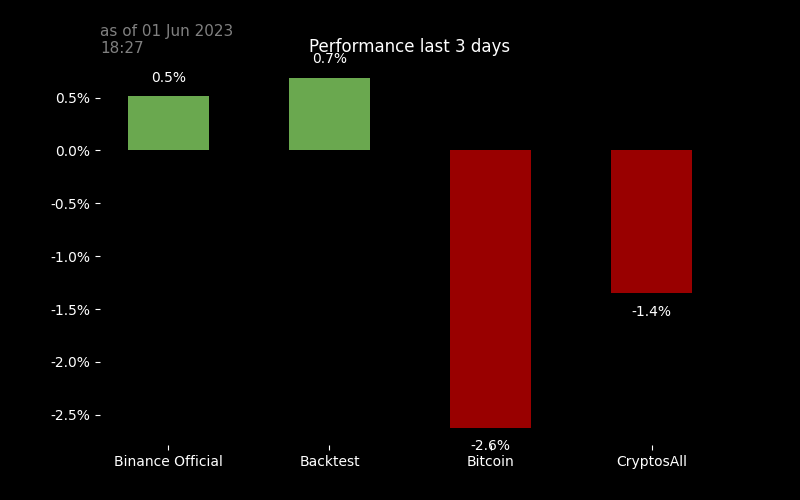 as of 01 Jun 2023
18:27
Performance last 3 days
0.5%
0.7%
0.5%
0.0%
-0.5%
-1.0%
-1.5%
-1.4%
-2.0%
-2.5%
-2.6%
Binance Official
Backtest
Bitcoin
CryptosAll